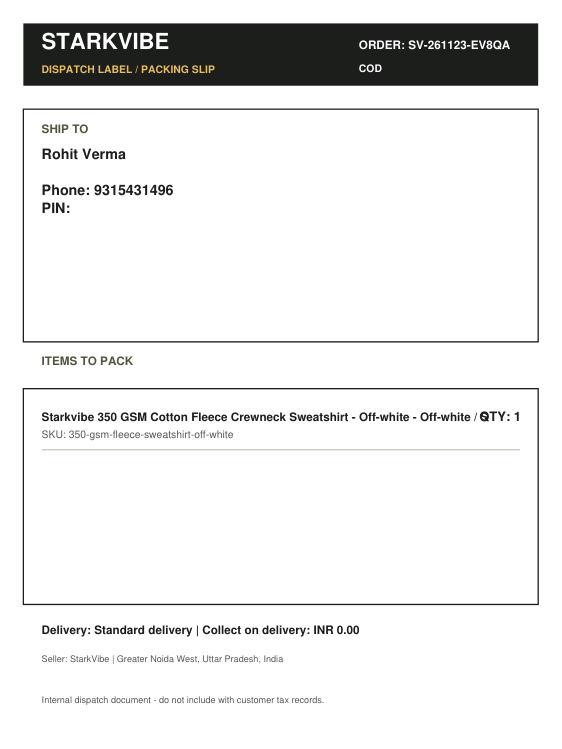 STARKVIBE
DISPATCH LABEL / PACKING SLIP
ORDER: SV-261123-EV8QA
COD
SHIP TO
Rohit Verma
Phone: 9315431496
PIN:
ITEMS TO PACK
Starkvibe 350 GSM Cotton Fleece Crewneck Sweatshirt - Off-white - Off-white / QTY: 1
SKU: 350-gsm-fleece-sweatshirt-off-white
Delivery: Standard delivery | Collect on delivery: INR 0.00
Seller: StarkVibe | Greater Noida West, Uttar Pradesh, India
Internal dispatch document - do not include with customer tax records.